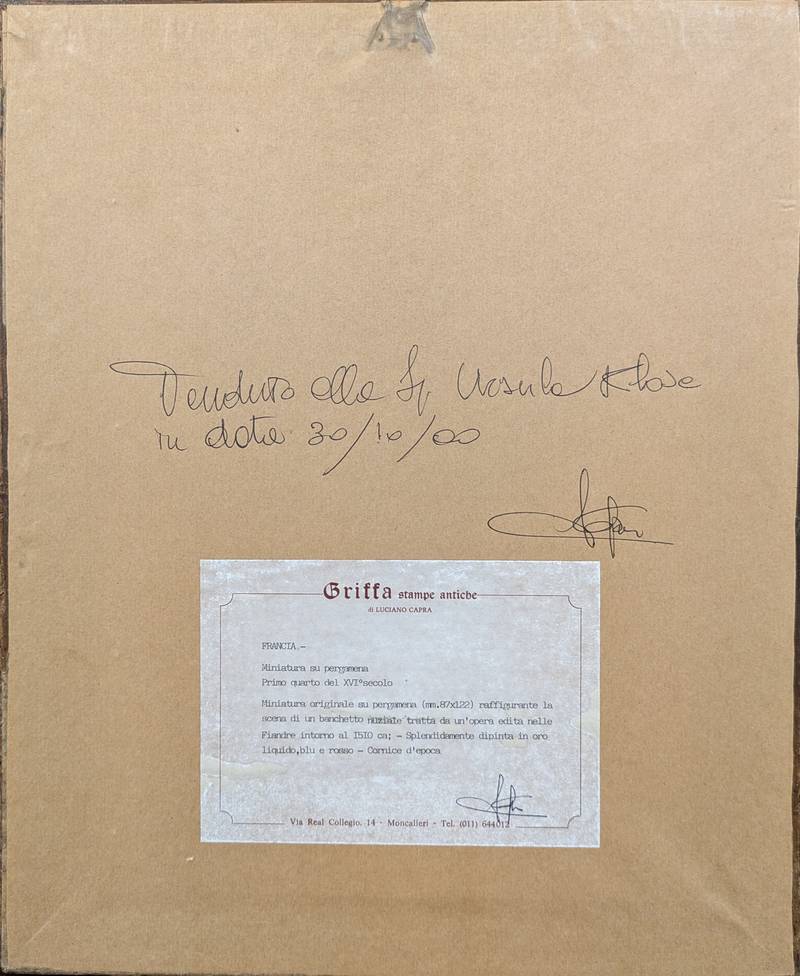 Venduto alla Sig. Ursula Klose
in data 30/10/00
Griffa stampe antiche
di LUCIANO CAPRA
FRANCIA.-
Miniatura su pergamena
Primo quarto del XVI°secolo
Miniatura originale su pergamena (mm.87x122) raffigurante la
scena di un banchetto nuziale tratta da un'opera edita nelle
Fiandre intorno al I5IO ca; - Splendidamente dipinta in oro
liquido,blu e rosso - Cornice d'epoca
Via Real Collegio, 14 - Moncalieri - Tel. (011) 644012